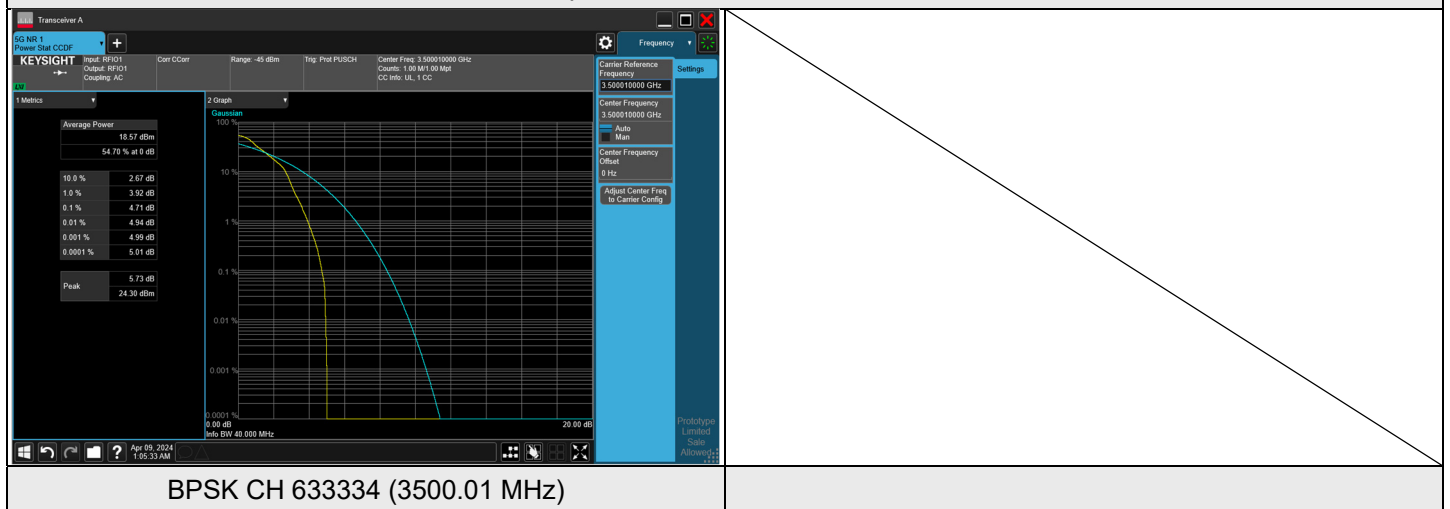 Transceiver A
5G NR 1
Power Stat CCDF
+
Frequency
KEYSIGHT
Input: RFIO1
Output: RFIO1
Coupling: AC
Corr CCorr
Range: -45 dBm
Trig: Prot PUSCH
Center Freq: 3.500010000 GHz
Counts: 1.00 M/1.00 Mpt
CC Info: UL, 1 CC
LXI
Carrier Reference
Frequency
3.500010000 GHz
Settings
Center Frequency
3.500010000 GHz
Auto
Man
Center Frequency
Offset
0 Hz
Adjust Center Freq
to Carrier Config
1 Metrics
Average Power
18.57 dBm
54.70 % at 0 dB
10.0 % 2.67 dB
1.0 % 3.92 dB
0.1 % 4.71 dB
0.01 % 4.94 dB
0.001 % 4.99 dB
0.0001 % 5.01 dB
Peak
5.73 dB
24.30 dBm
2 Graph
Gaussian
100 %
10 %
1 %
0.1 %
0.01 %
0.001 %
0.0001 %
0.00 dB
20.00 dB
Info BW 40.000 MHz
Prototype
Limited
Sale
Allowed
?
Apr 09, 2024
1:05:33 AM
BPSK CH 633334 (3500.01 MHz)